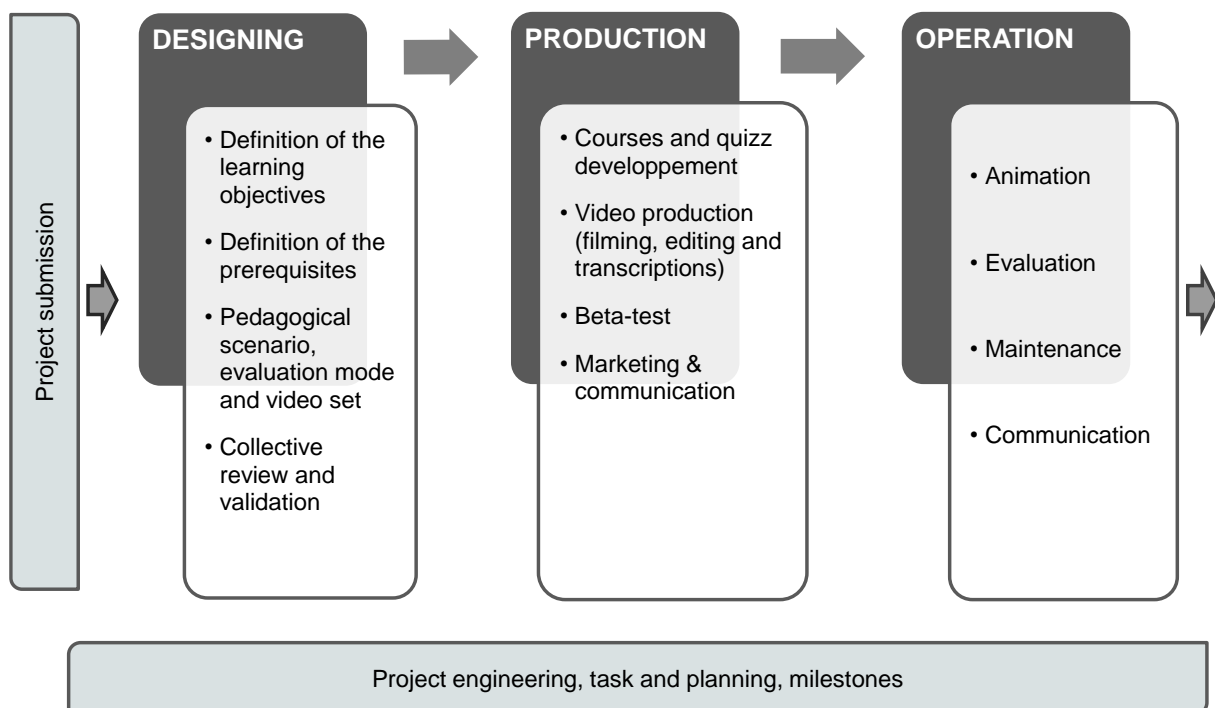 Project submission
DESIGNING
• Definition of the
learning
objectives
• Definition of the
prerequisites
• Pedagogical
scenario,
evaluation mode
and video set
• Collective
review and
validation
PRODUCTION
• Courses and quizz
developpement
• Video production
(filming, editing and
transcriptions)
• Beta-test
• Marketing &
communication
OPERATION
• Animation
• Evaluation
• Maintenance
• Communication
Project engineering, task and planning, milestones